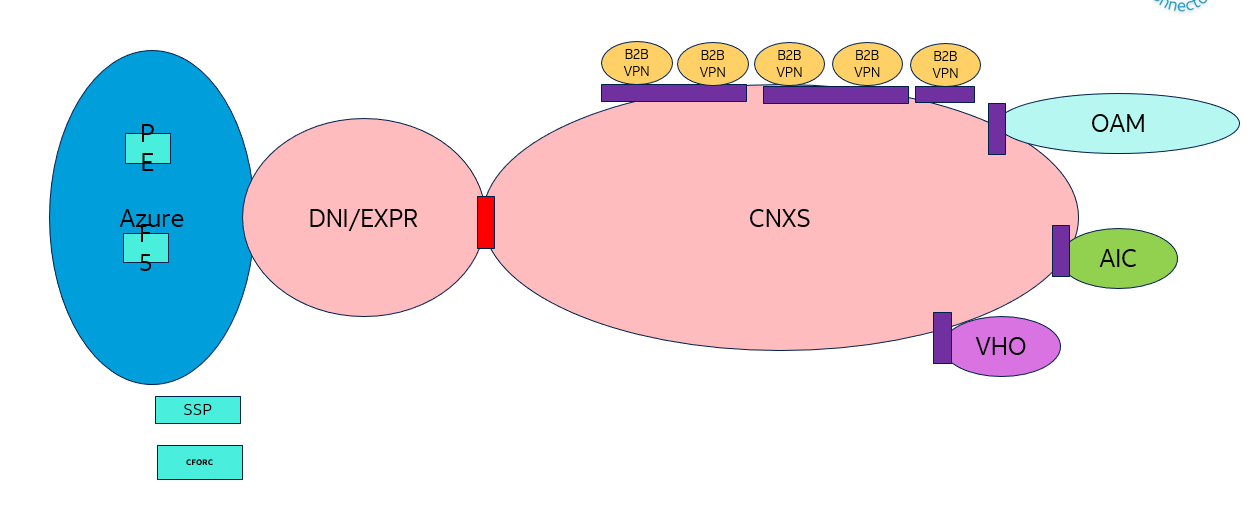 nnecto
B2B
VPN
B2B
VPN
B2B
VPN
B2B
VPN
B2B
VPN
OAM
P
E
Azure
F
5
DNI/EXPR
CNXS
AIC
VHO
SSP
CFORC